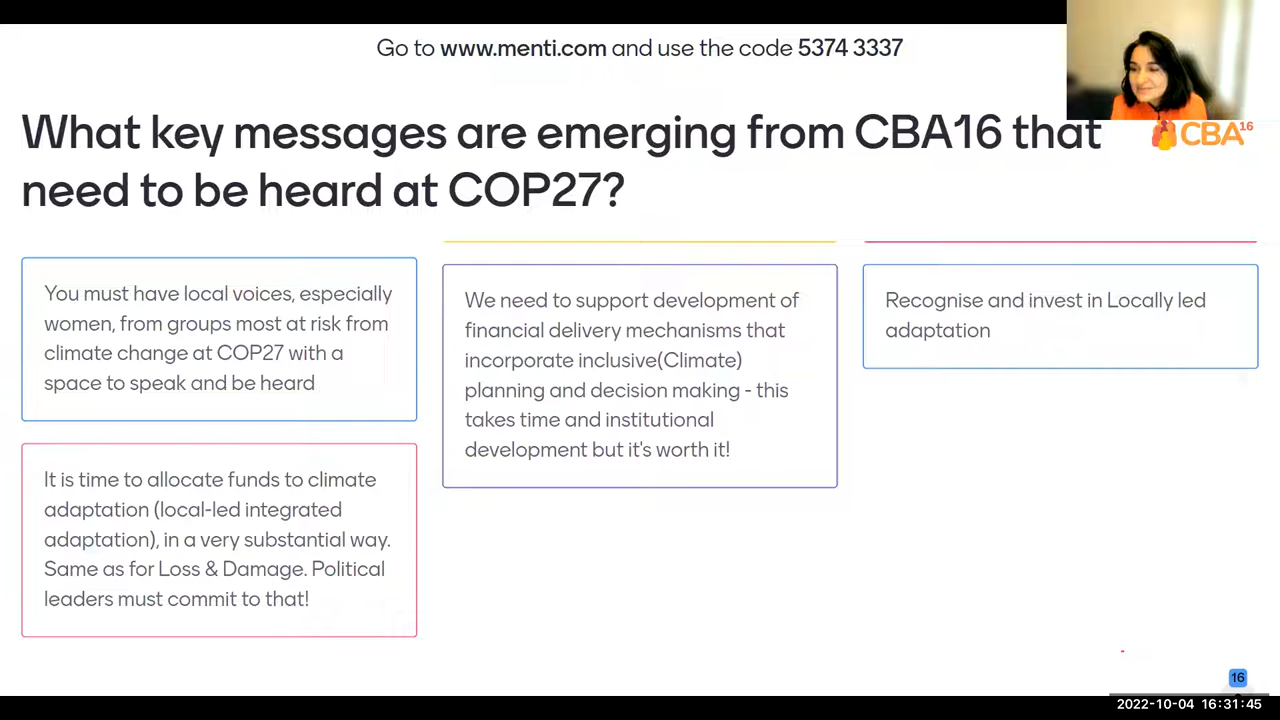 Go to www.menti.com and use the code 5374 3337
What key messages are emerging from CBA16 that
need to be heard at COP27?
CBA16
You must have local voices, especially
women, from groups most at risk from
climate change at COP27 with a
space to speak and be heard
It is time to allocate funds to climate
adaptation (local-led integrated
adaptation), in a very substantial way.
Same as for Loss & Damage. Political
leaders must commit to that!
We need to support development of
financial delivery mechanisms that
incorporate inclusive(Climate)
planning and decision making - this
takes time and institutional
development but it's worth it!
Recognise and invest in Locally led
adaptation
16
2022-10-04 16:31:45